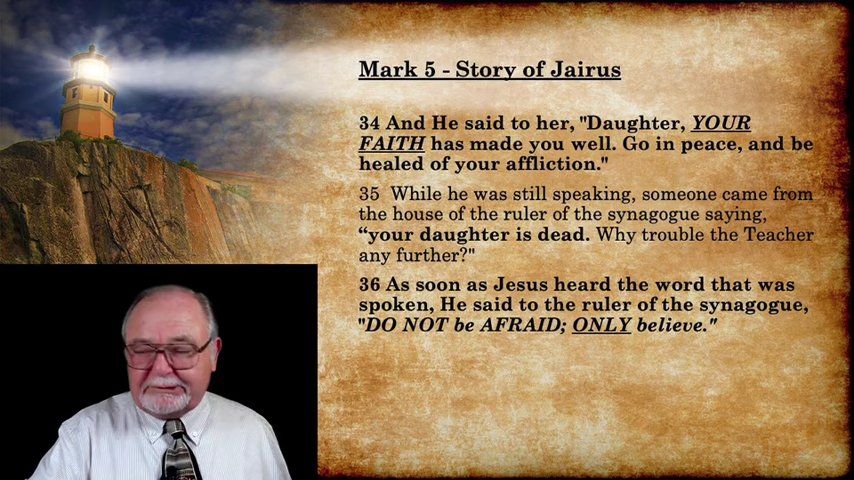 Mark 5 - Story of Jairus
34 And He said to her, "Daughter, YOUR
FAITH has made you well. Go in peace, and be
healed of your affliction."
35 While he was still speaking, someone came from
the house of the ruler of the synagogue saying,
“your daughter is dead. Why trouble the Teacher
any further?"
36 As soon as Jesus heard the word that was
spoken, He said to the ruler of the synagogue,
"DO NOT be AFRAID; ONLY believe."